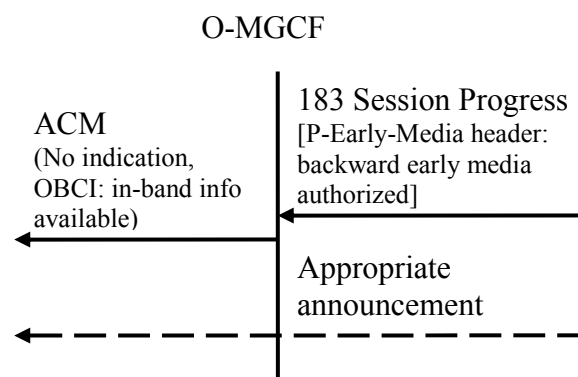 O-MGCF
183 Session Progress
[P-Early-Media header:
backward early media
authorized]
ACM
(No indication,
OBCI: in-band info
available)
Appropriate
announcement